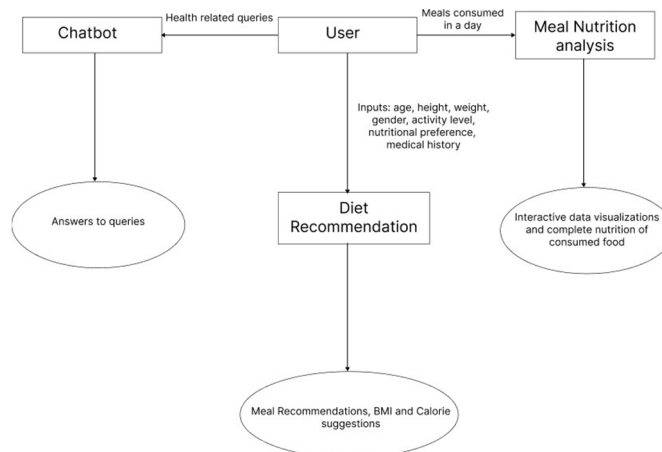 Chatbot
Health related queries
User
Meals consumed
in a day
Meal Nutrition
analysis
Inputs: age, height, weight,
gender, activity level,
nutritional preference,
medical history
Answers to queries
Diet
Recommendation
Interactive data visualizations
and complete nutrition of
consumed food
Meal Recommendations, BMI and Calorie
suggestions